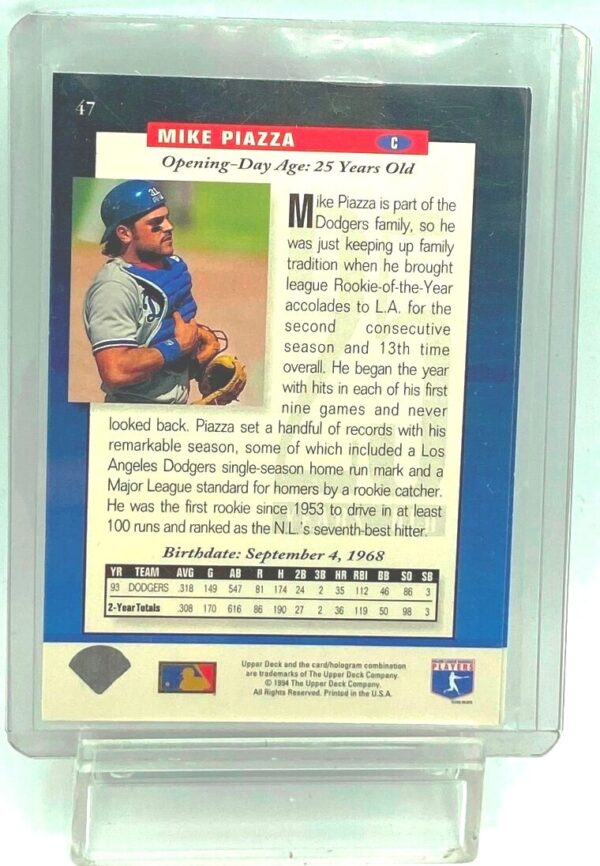 47
MIKE PIAZZA C
Opening-Day Age: 25 Years Old
Mike Piazza is part of the
Dodgers family, so he
was just keeping up family
tradition when he brought
league Rookie-of-the-Year
accolades to L.A. for the
second consecutive
season and 13th time
overall. He began the year
with hits in each of his first
nine games and never
looked back. Piazza set a handful of records with his
remarkable season, some of which included a Los
Angeles Dodgers single-season home run mark and a
Major League standard for homers by a rookie catcher.
He was the first rookie since 1953 to drive in at least
100 runs and ranked as the N.L.'s seventh-best hitter.
Birthdate: September 4, 1968
YR TEAM AVG G AB R H 2B 3B HR RBI BB SO SB
93 DODGERS .318 149 547 81 174 24 2 35 112 46 86 3
2-Year Totals .308 170 616 86 190 27 2 36 119 50 98 3
Upper Deck and the card/hologram combination
are trademarks of The Upper Deck Company.
© 1994 The Upper Deck Company.
All Rights Reserved. Printed in the U.S.A.
PLAYERS